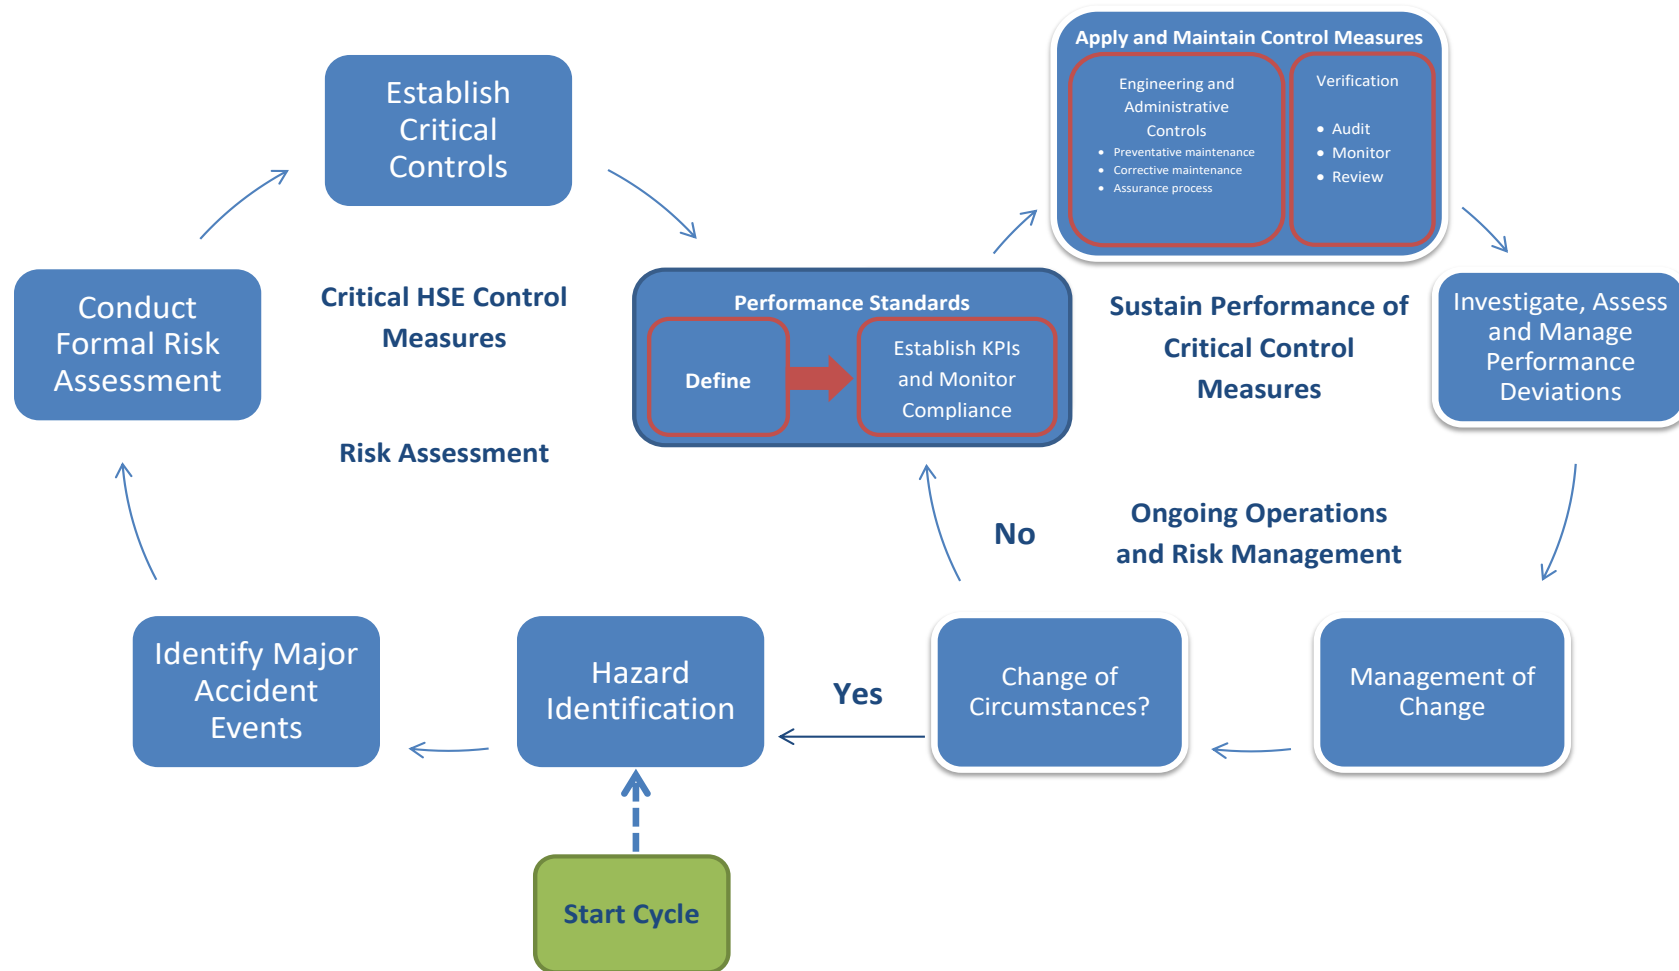 Establish
Critical
Controls
Apply and Maintain Control Measures
Engineering and
Administrative
Controls
• Preventative maintenance
• Corrective maintenance
• Assurance process
Verification
• Audit
• Monitor
• Review
Conduct
Formal Risk
Assessment
Critical HSE Control
Measures
Risk Assessment
Performance Standards
Define
Establish KPIs
and Monitor
Compliance
Sustain Performance of
Critical Control
Measures
Investigate, Assess
and Manage
Performance
Deviations
No
Ongoing Operations
and Risk Management
Identify Major
Accident
Events
Hazard
Identification
Yes
Change of
Circumstances?
Management of
Change
Start Cycle